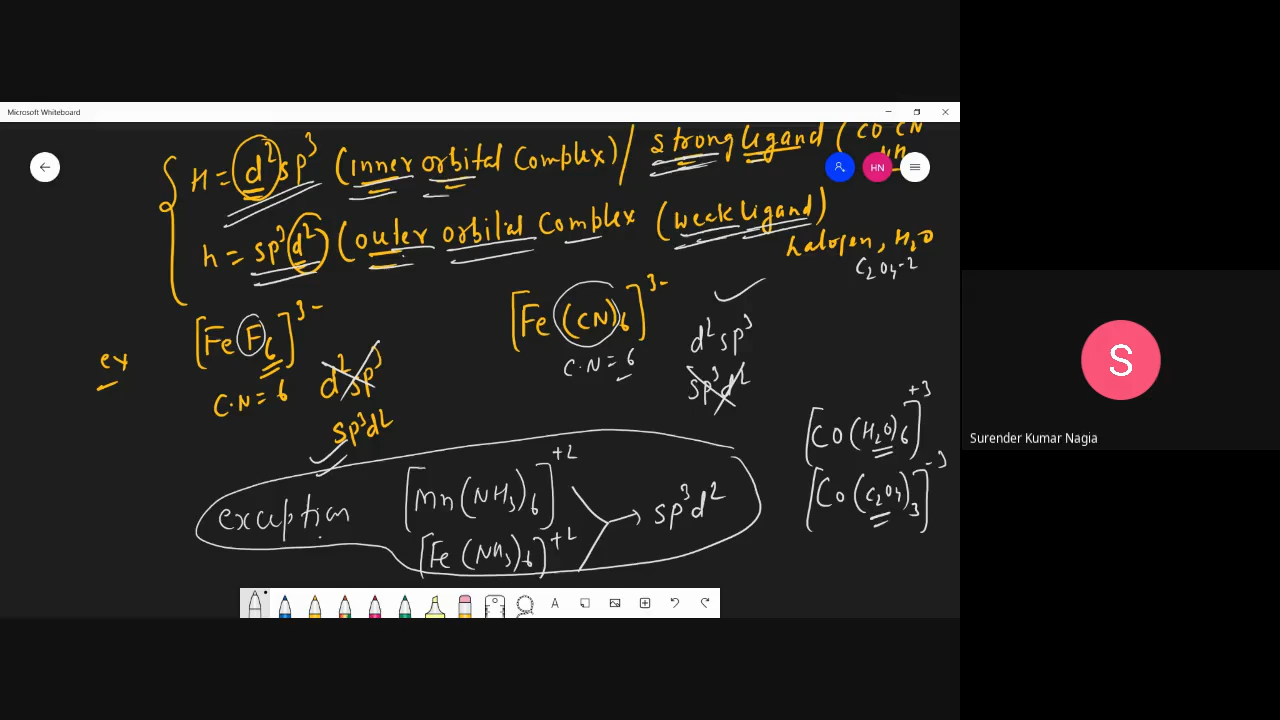 Microsoft Whiteboard
H = d²sp³ (inner orbital Complex) / strong ligand (CO CN NH
HN
h = sp³d² (outer orbital Complex (week ligand)
halogen, H₂O
C₂O₄-2
[Fe F₆]³⁻
[Fe (CN)₆]³⁻
ex
C.N = 6
d²sp³
sp³d²
C.N = 6
d²sp³
sp³d²
exception
[Mn(NH₃)₆]⁺²
[Fe (NH₃)₆]⁺²
sp³d²
[Co(H₂O)₆]⁺³
[Co(C₂O₄)₃]⁻³
S
Surender Kumar Nagia
A